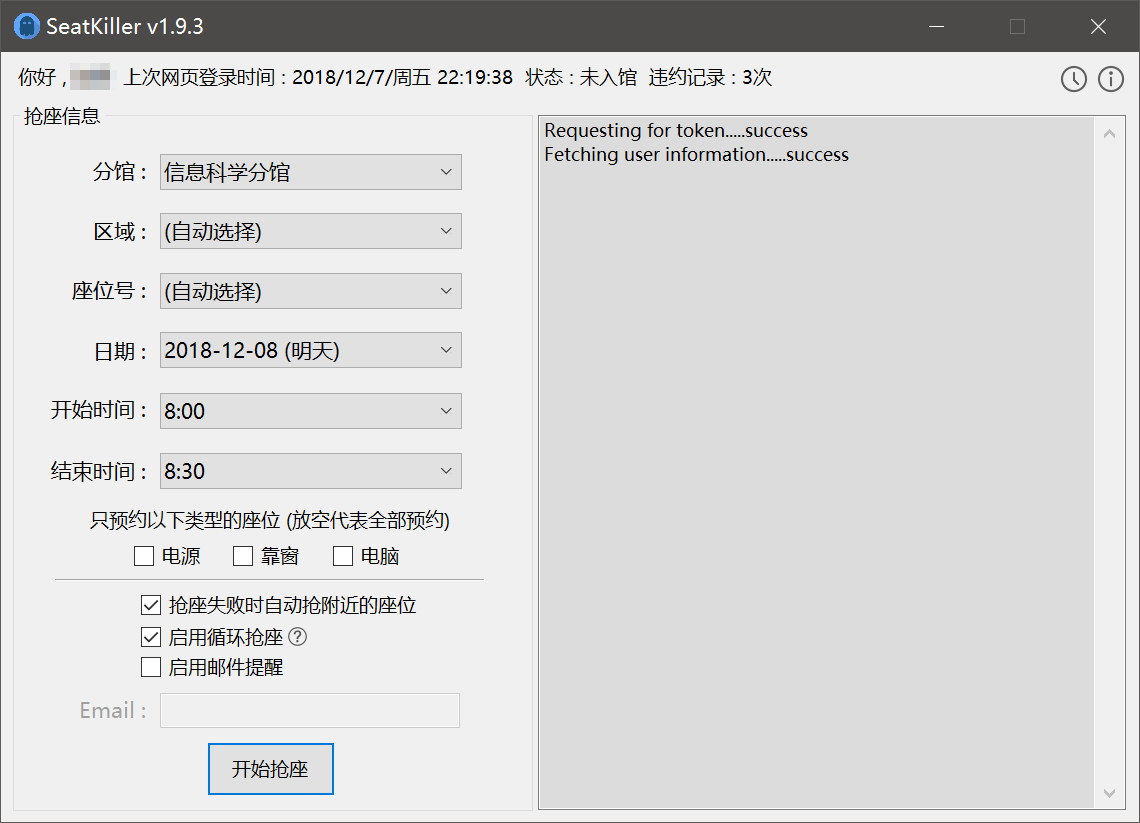 SeatKiller v1.9.3
你好 , 上次网页登录时间 : 2018/12/7/周五 22:19:38 状态 : 未入馆 违约记录 : 3次
抢座信息
分馆 : 信息科学分馆
区域 : (自动选择)
座位号 : (自动选择)
日期 : 2018-12-08 (明天)
开始时间 : 8:00
结束时间 : 8:30
只预约以下类型的座位 (放空代表全部预约)
电源 靠窗 电脑
抢座失败时自动抢附近的座位
启用循环抢座 ?
启用邮件提醒
Email :
开始抢座
Requesting for token.....success
Fetching user information.....success